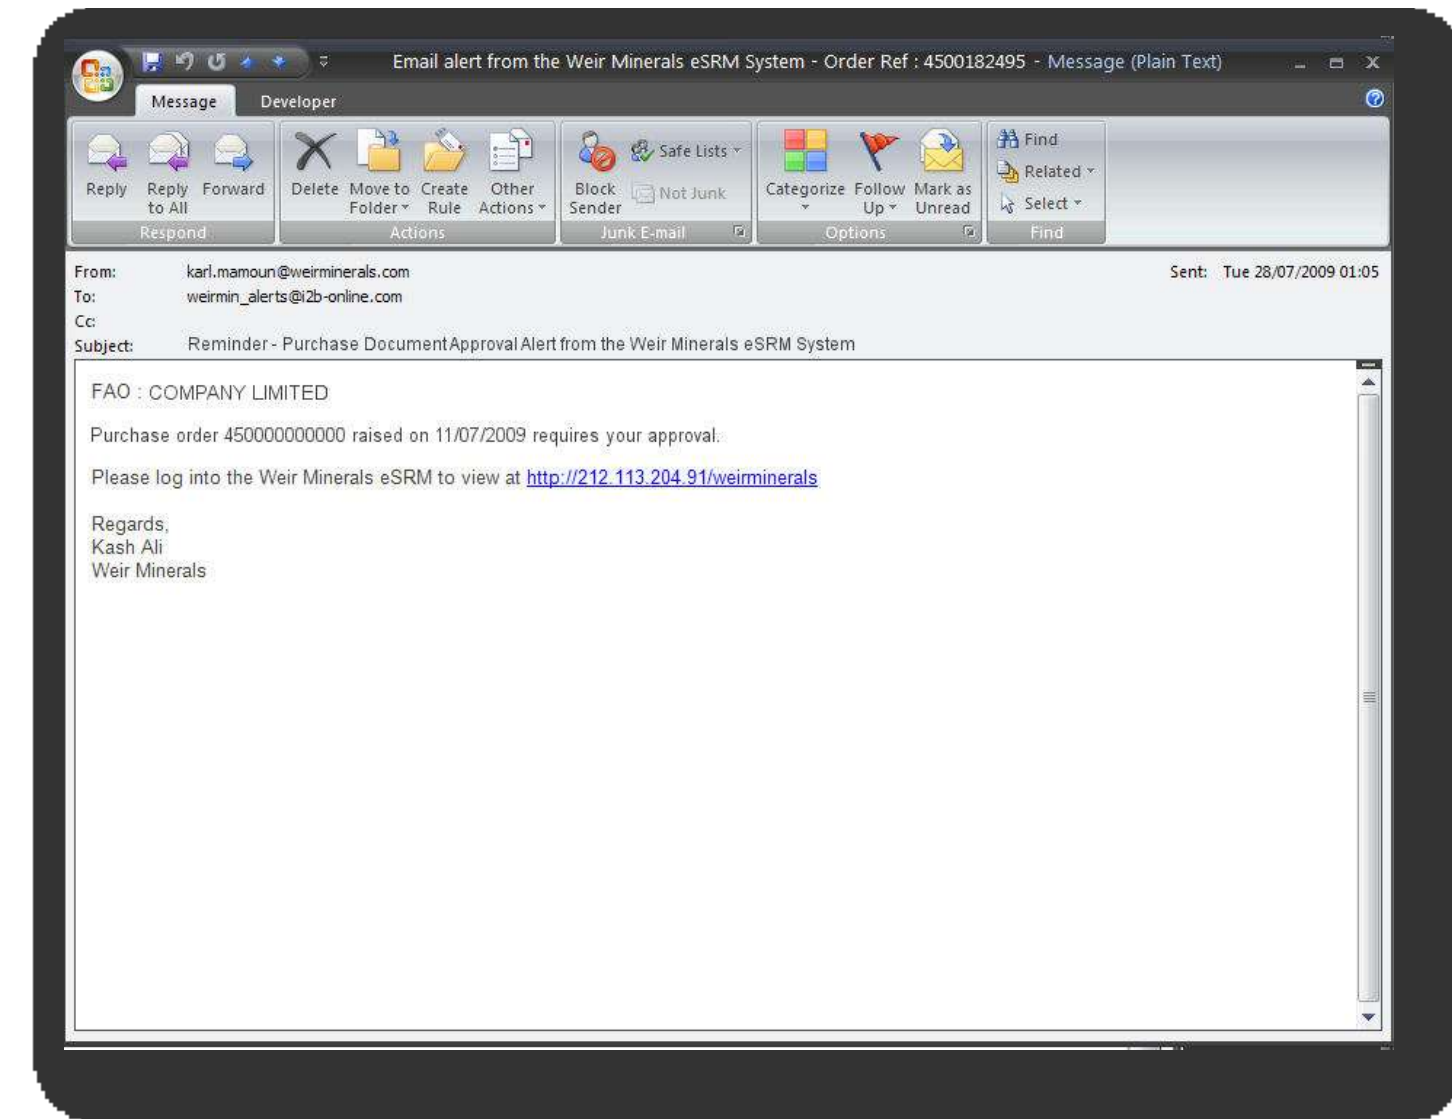 Email alert from the Weir Minerals eSRM System - Order Ref : 4500182495 - Message (Plain Text)
Message Developer
Reply Reply to All Forward Delete Move to Folder Create Rule Other Actions Block Sender Safe Lists Not Junk Categorize Follow Up Mark as Unread Find Related Select
Respond Actions Junk E-mail Options Find
From: karl.mamoun@weirminerals.com Sent: Tue 28/07/2009 01:05
To: weirmin_alerts@i2b-online.com
Cc:
Subject: Reminder - Purchase Document Approval Alert from the Weir Minerals eSRM System
FAO : COMPANY LIMITED
Purchase order 450000000000 raised on 11/07/2009 requires your approval.
Please log into the Weir Minerals eSRM to view at http://212.113.204.91/weirminerals
Regards,
Kash Ali
Weir Minerals